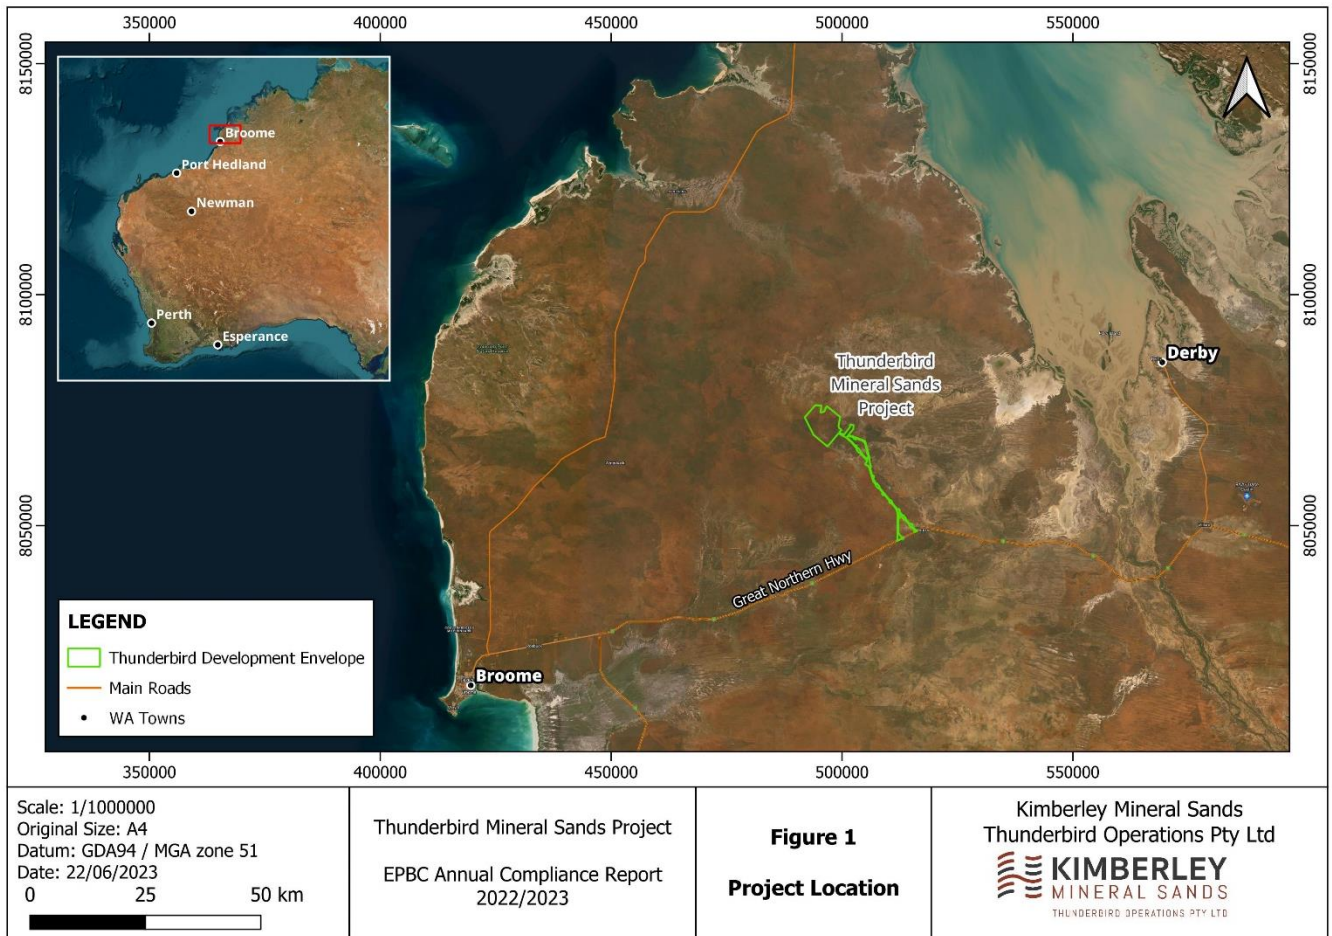 350000
400000
450000
500000
550000
8150000
8150000
Broome
Port Hedland
Newman
Perth
Esperance
8100000
8100000
Thunderbird
Mineral Sands
Project
Derby
8050000
8050000
Great Northern Hwy
Broome
LEGEND
Thunderbird Development Envelope
Main Roads
WA Towns
350000
400000
450000
500000
550000
Scale: 1/1000000
Original Size: A4
Datum: GDA94 / MGA zone 51
Date: 22/06/2023
0 25 50 km
Thunderbird Mineral Sands Project
EPBC Annual Compliance Report
2022/2023
Figure 1
Project Location
Kimberley Mineral Sands
Thunderbird Operations Pty Ltd
KIMBERLEY
MINERAL SANDS
THUNDERBIRD OPERATIONS PTY LTD